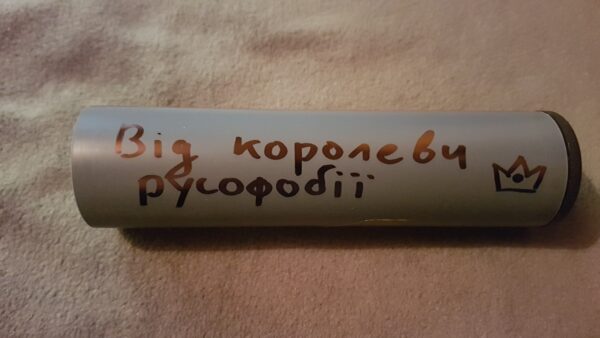 Від королеви
русофобії